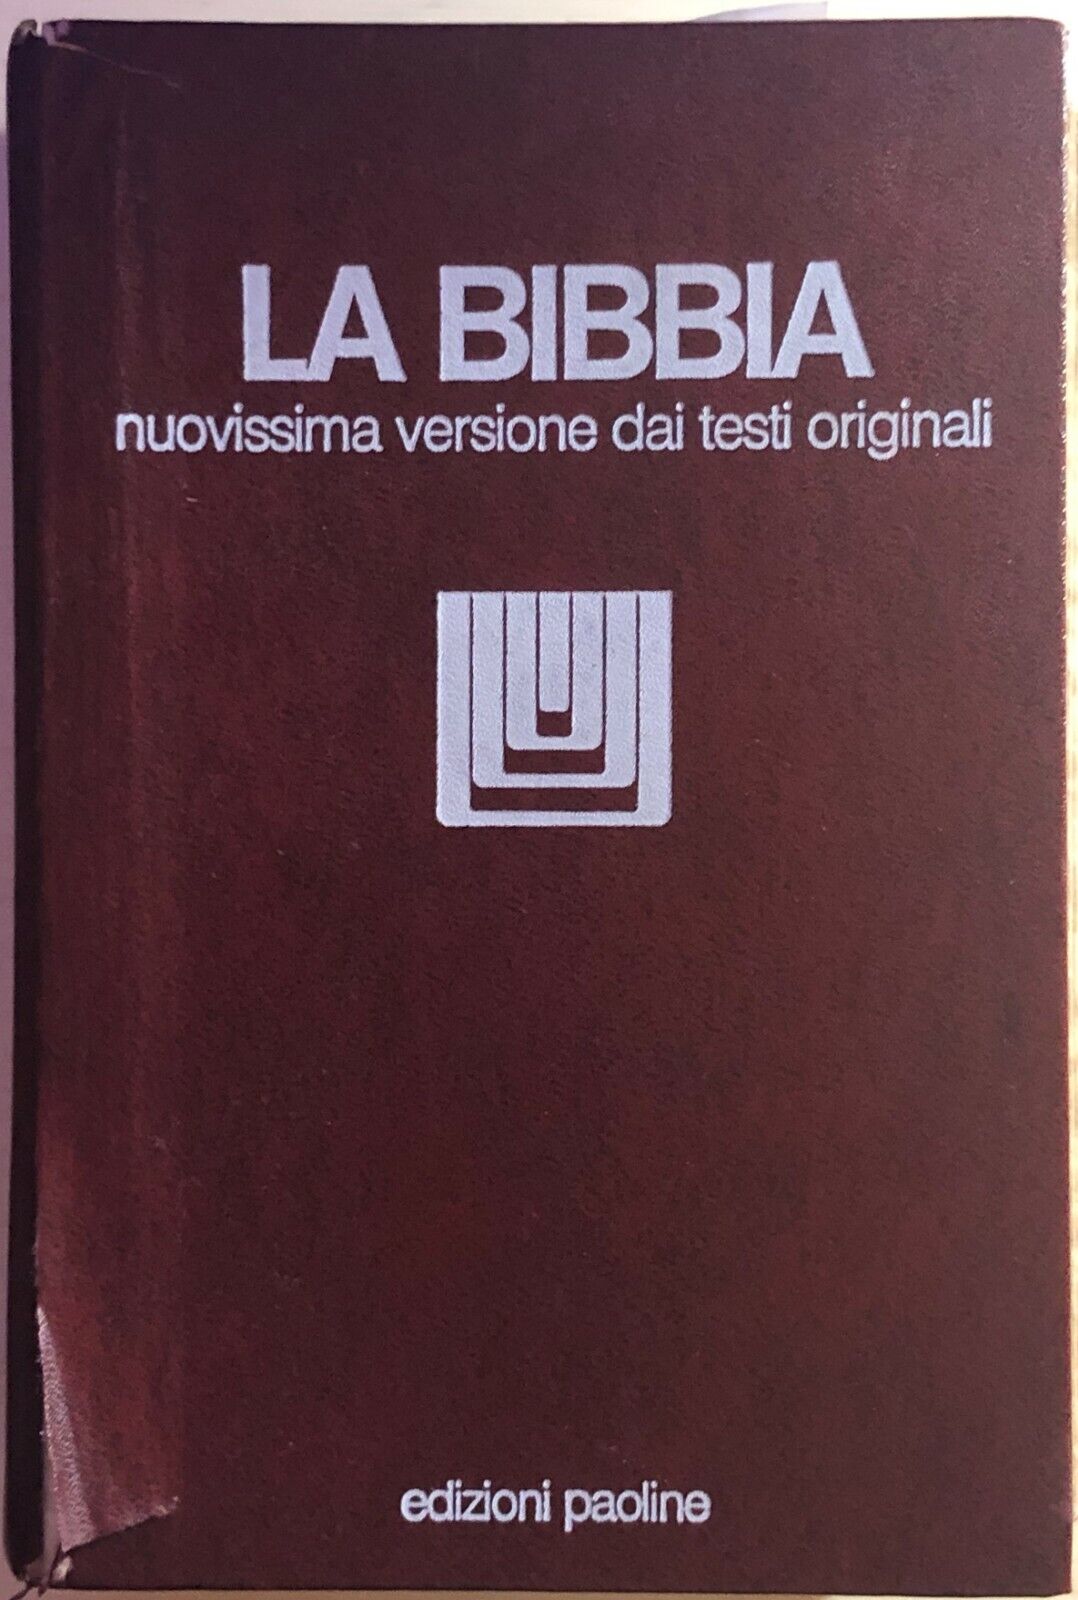 LA BIBBIA
nuovissima versione dai testi originali
edizioni paoline